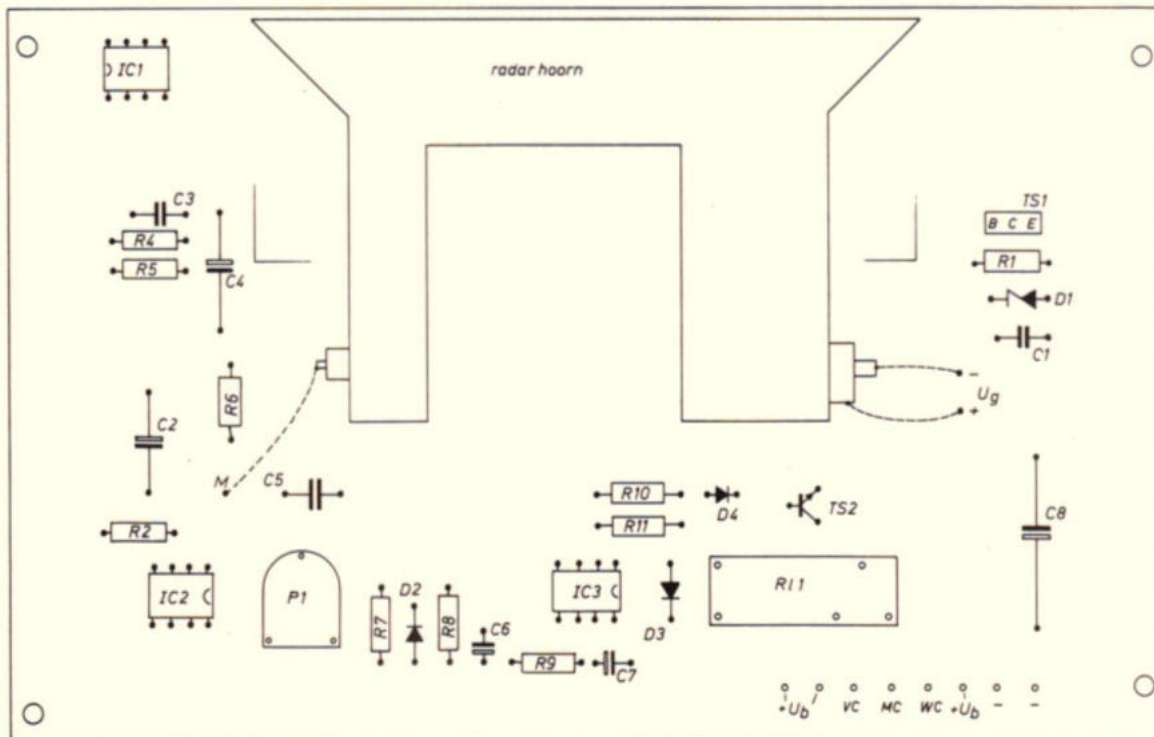 radar hoorn
IC1
C3
TS1
B C E
R4
R1
R5
C4
D1
C1
- 
Ug
+
R6
C2
M
C5
R10
D4
TS2
C8
R11
R2
IC2
P1
D2
IC3
Rl1
R7
R8
C6
D3
R9
C7
+Ub VC MC WC +Ub - -